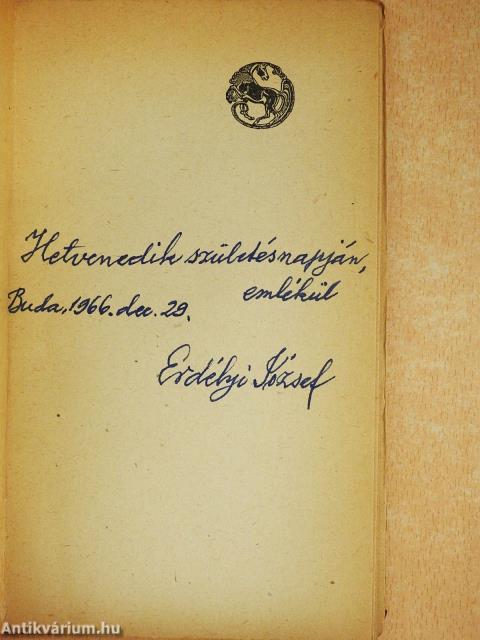 Hetvenedik születésnapján,
emlékül
Buda, 1966. dec. 29.
Erdélyi József
Antikvárium.hu